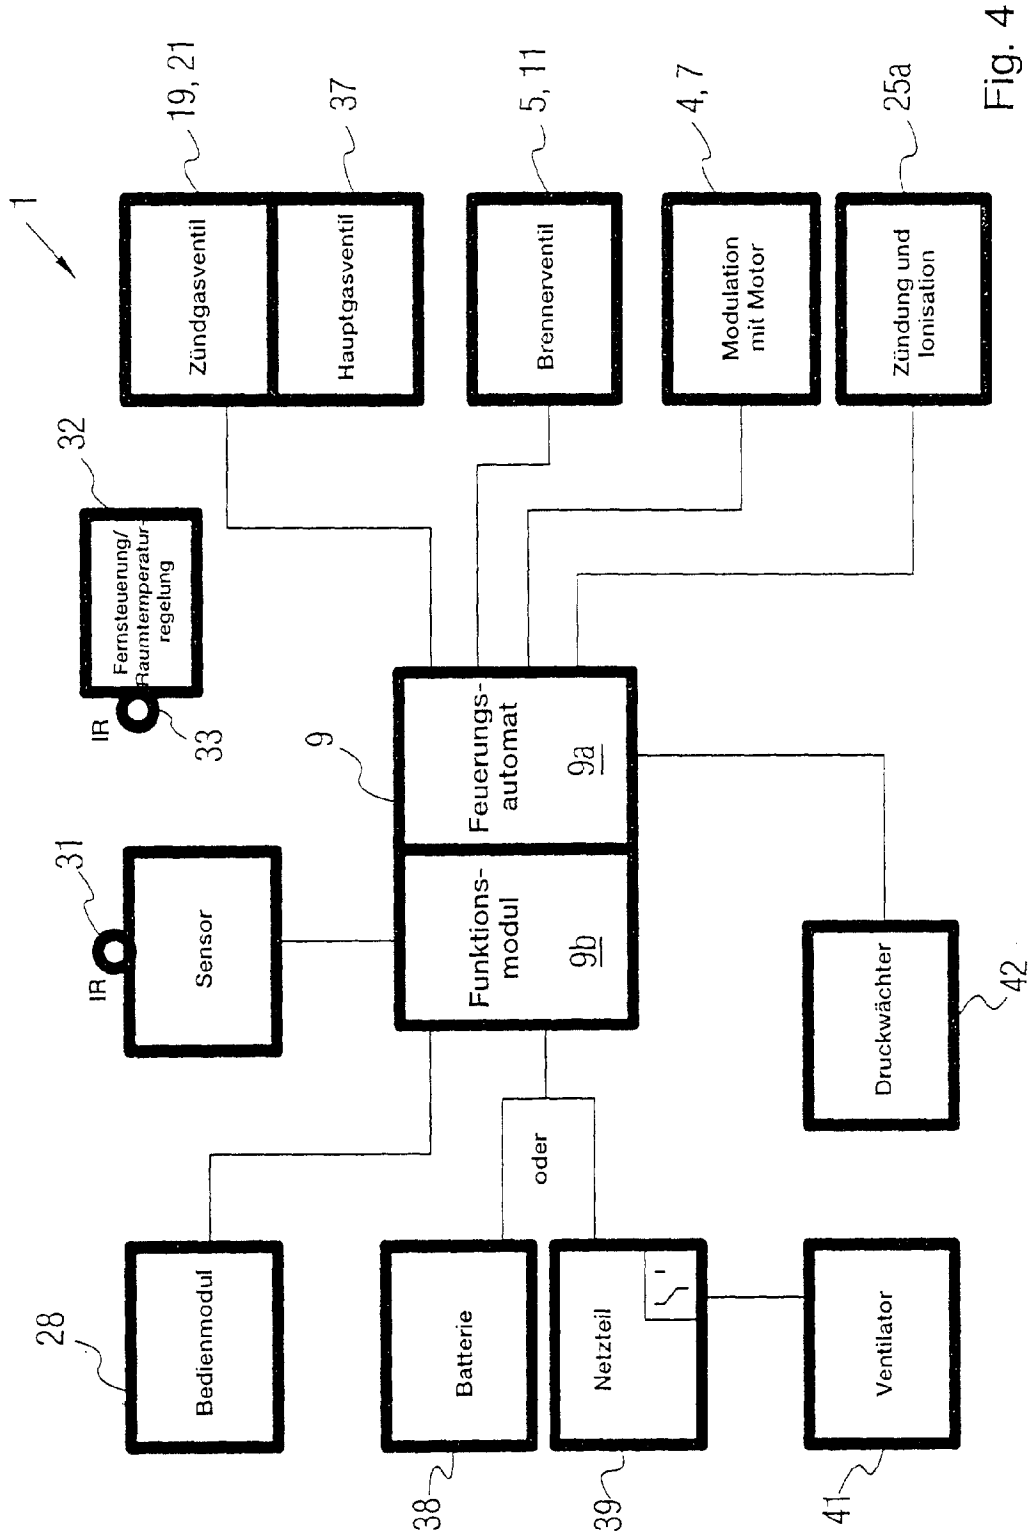 28
Bedienmodul
IR
31
Sensor
IR
33
Fernsteuerung/
Raumtemperatur-
regelung
32
1
19, 21
Zündgasventil
Hauptgasventil
37
38
Batterie
oder
39
Netzteil
9
Funktions-
modul
9b
Feuerungs-
automat
9a
Brennerventil
5, 11
Modulation
mit Motor
4, 7
41
Ventilator
Druckwächter
42
Zündung und
Ionisation
25a
Fig. 4